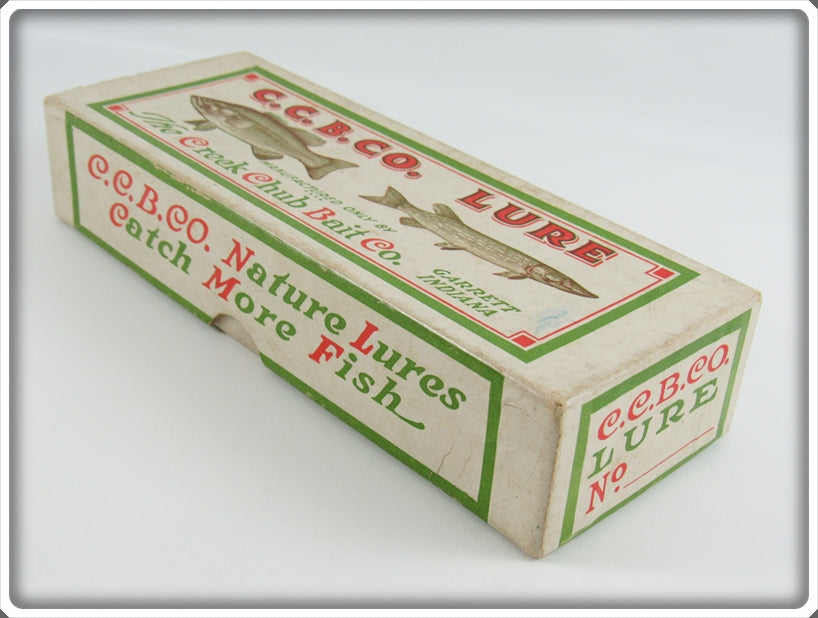 C.C.B.CO. LURE
MANUFACTURED ONLY BY
The Creek Chub Bait Co.
GARRETT
INDIANA
C.C.B.CO. Nature Lures
Catch More Fish
C.C.B.CO.
LURE
No.